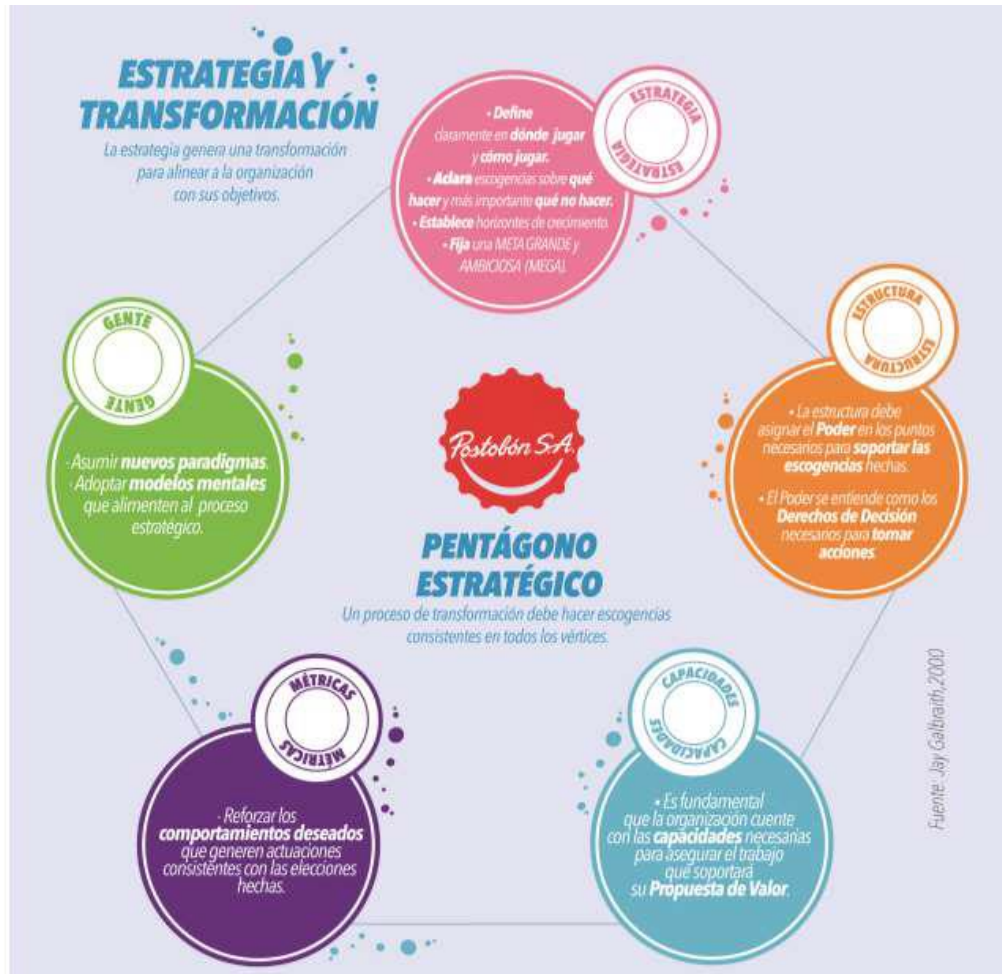 ESTRATEGIA Y
TRANSFORMACIÓN
La estrategia genera una transformación
para alinear a la organización
con sus objetivos.
ESTRATEGIA
ESTRATEGIA
• Define
claramente en dónde jugar
y cómo jugar.
• Aclara escogencias sobre qué
hacer y más importante qué no hacer.
• Establece horizontes de crecimiento
• Fija una META GRANDE y
AMBICIOSA (MEGA).
GENTE
GENTE
· Asumir nuevos paradigmas.
· Adoptar modelos mentales
que alimenten al proceso
estratégico.
ESTRUCTURA
ESTRUCTURA
• La estructura debe
asignar el Poder en los puntos
necesarios para soportar las
escogencias hechas.
• El Poder se entiende como los
Derechos de Decisión
necesarios para tomar
acciones.
Postobón S.A.
PENTÁGONO
ESTRATÉGICO
Un proceso de transformación debe hacer escogencias
consistentes en todos los vértices.
MÉTRICAS
MÉTRICAS
· Reforzar los
comportamientos deseados
que generen actuaciones
consistentes con las elecciones
hechas.
CAPACIDADES
CAPACIDADES
• Es fundamental
que la organización cuente
con las capacidades necesarias
para asegurar el trabajo
que soportará
su Propuesta de Valor.
Fuente: Jay Galbraith,2000